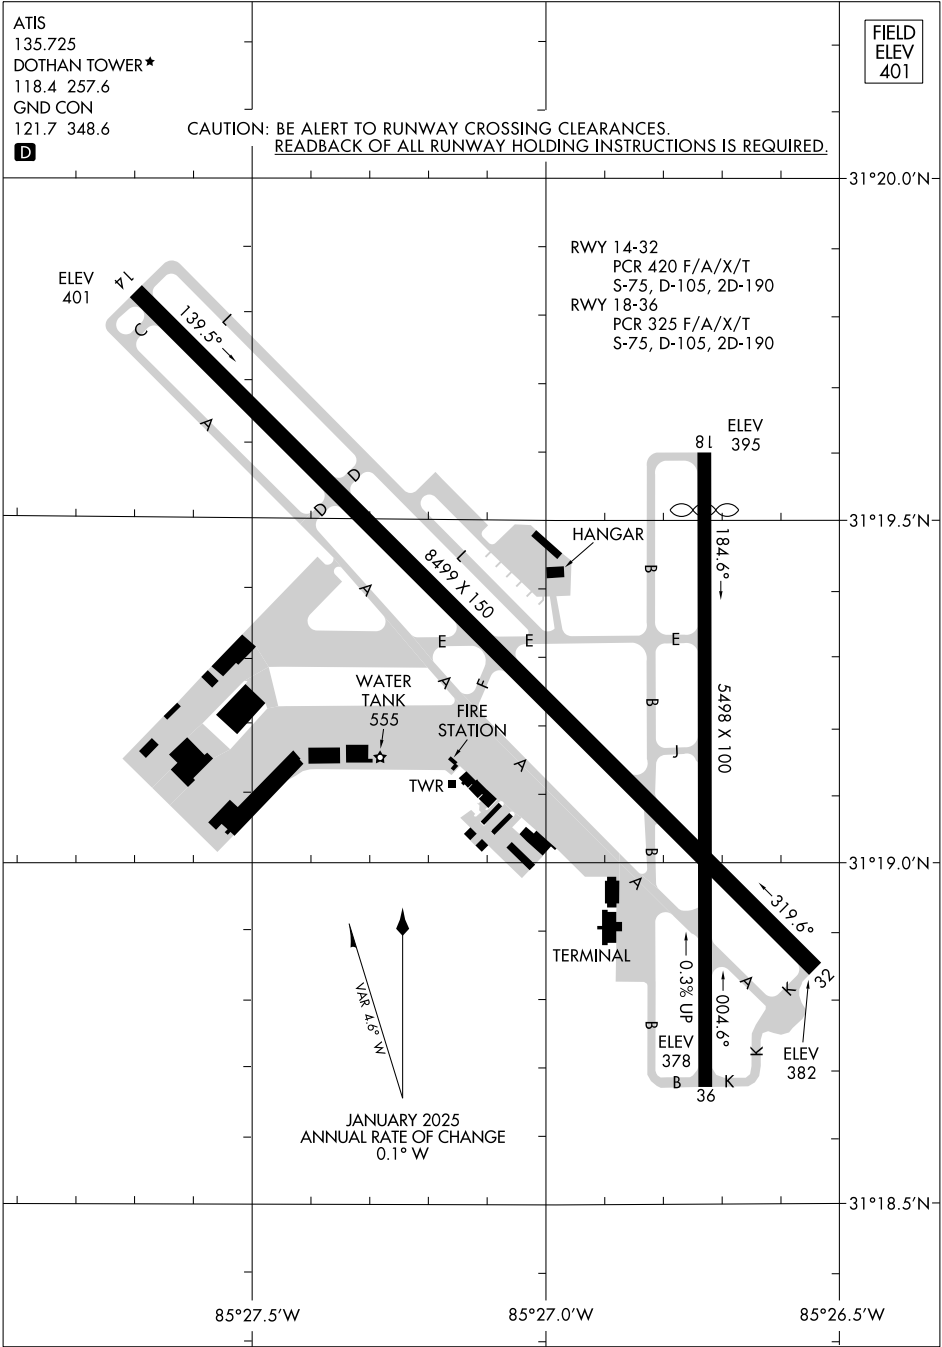 ATIS
135.725
DOTHAN TOWER★
118.4 257.6
GND CON
121.7 348.6
D
CAUTION: BE ALERT TO RUNWAY CROSSING CLEARANCES.
READBACK OF ALL RUNWAY HOLDING INSTRUCTIONS IS REQUIRED.
FIELD
ELEV
401
31°20.0'N
RWY 14-32
PCR 420 F/A/X/T
S-75, D-105, 2D-190
RWY 18-36
PCR 325 F/A/X/T
S-75, D-105, 2D-190
ELEV
401
14
C
139.5°
L
A
D
D
ELEV
395
18
31°19.5'N
HANGAR
184.6°
B
L
8499 X 150
A
E
E
E
A
F
B
5498 X 100
J
WATER
TANK
555
FIRE
STATION
TWR
A
B
31°19.0'N
A
319.6°
TERMINAL
0.3% UP
004.6°
A
K
32
B
ELEV
378
K
ELEV
382
B
K
36
VAR 4.6° W
JANUARY 2025
ANNUAL RATE OF CHANGE
0.1° W
31°18.5'N
85°27.5'W
85°27.0'W
85°26.5'W